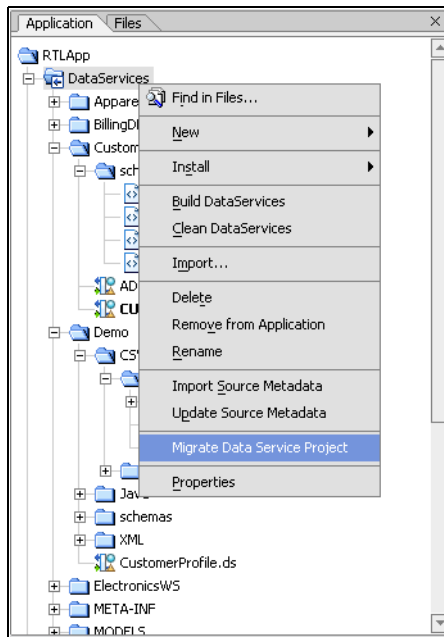 Application Files
RTLApp
DataServices
Appare
BillingD
Custom
sch
AD
CU
Demo
CS
Jav
schemas
XML
CustomerProfile.ds
ElectronicsWS
META-INF
MODELS
Find in Files...
New
Install
Build DataServices
Clean DataServices
Import...
Delete
Remove from Application
Rename
Import Source Metadata
Update Source Metadata
Migrate Data Service Project
Properties